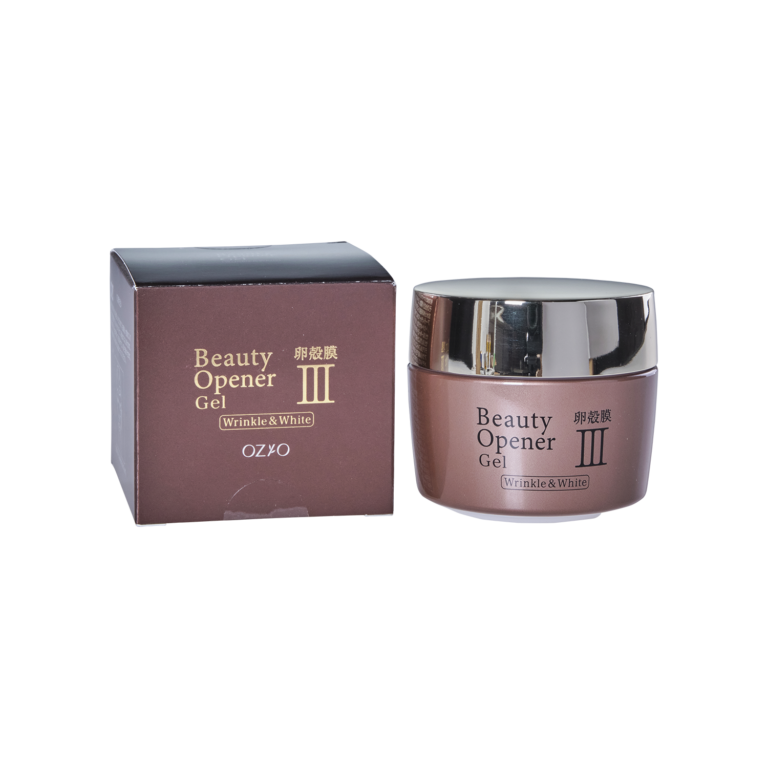 Beauty
Opener
Gel
卵殻膜
III
Wrinkle & White
OZIO
Beauty
Opener
Gel
卵殻膜
III
Wrinkle & White